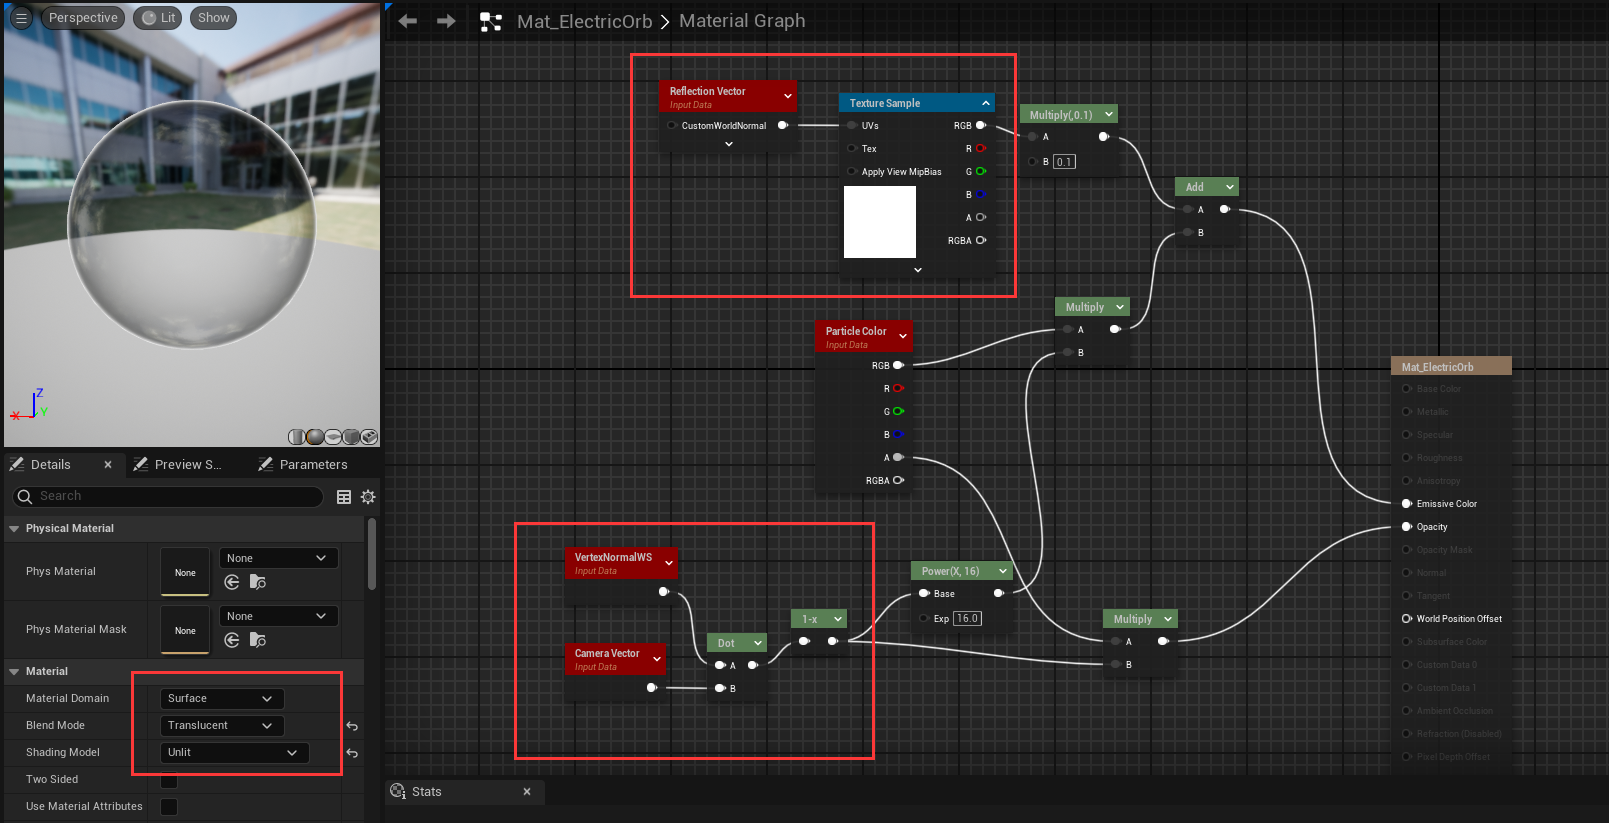 Perspective
Lit
Show
Mat_ElectricOrb
Material Graph
Reflection Vector
Input Data
CustomWorldNormal
Texture Sample
UVs
RGB
Tex
R
Apply View MipBias
G
B
A
RGBA
Multiply(,0.1)
A
B 0.1
Add
A
B
Multiply
A
B
Particle Color
Input Data
RGB
R
G
B
A
RGBA
Mat_ElectricOrb
Base Color
Metallic
Specular
Roughness
Anisotropy
Emissive Color
Opacity
Opacity Mask
Normal
Tangent
World Position Offset
Subsurface Color
Custom Data 0
Custom Data 1
Ambient Occlusion
Refraction (Disabled)
Pixel Depth Offset
Z
X
Y
VertexNormalWS
Input Data
Camera Vector
Input Data
Dot
A
B
1-x
Power(X, 16)
Base
Exp 16.0
Multiply
A
B
Details
Preview S...
Parameters
Search
Physical Material
Phys Material
None
None
Phys Material Mask
None
None
Material
Material Domain
Surface
Blend Mode
Translucent
Shading Model
Unlit
Two Sided
Use Material Attributes
Stats